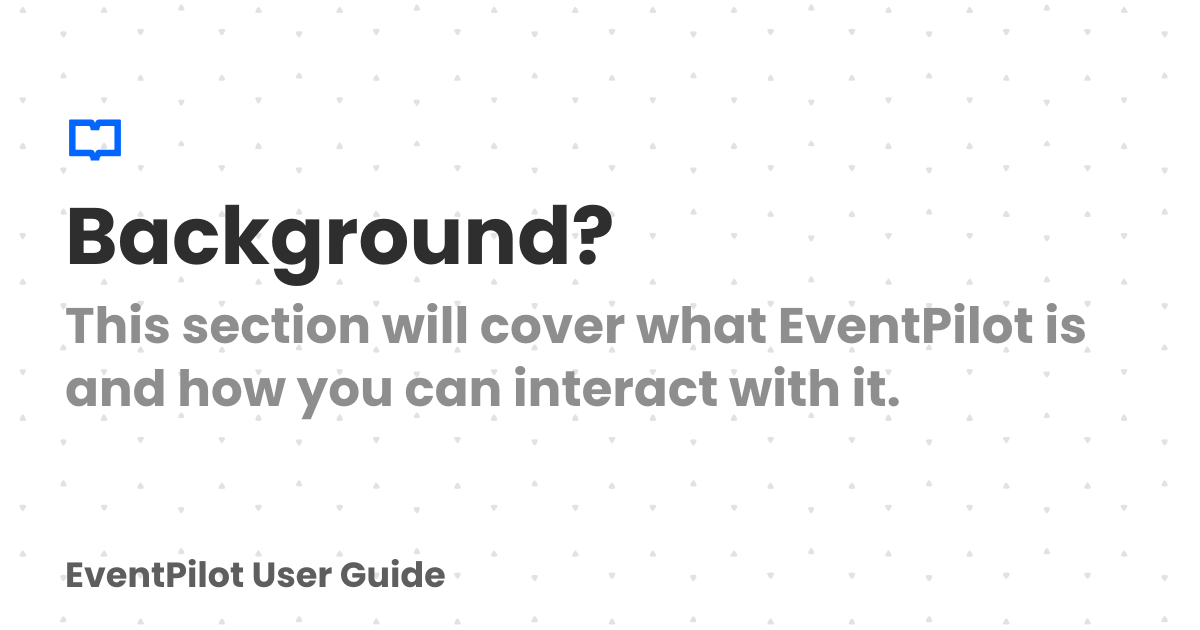 Background?
This section will cover what EventPilot is
and how you can interact with it.
EventPilot User Guide